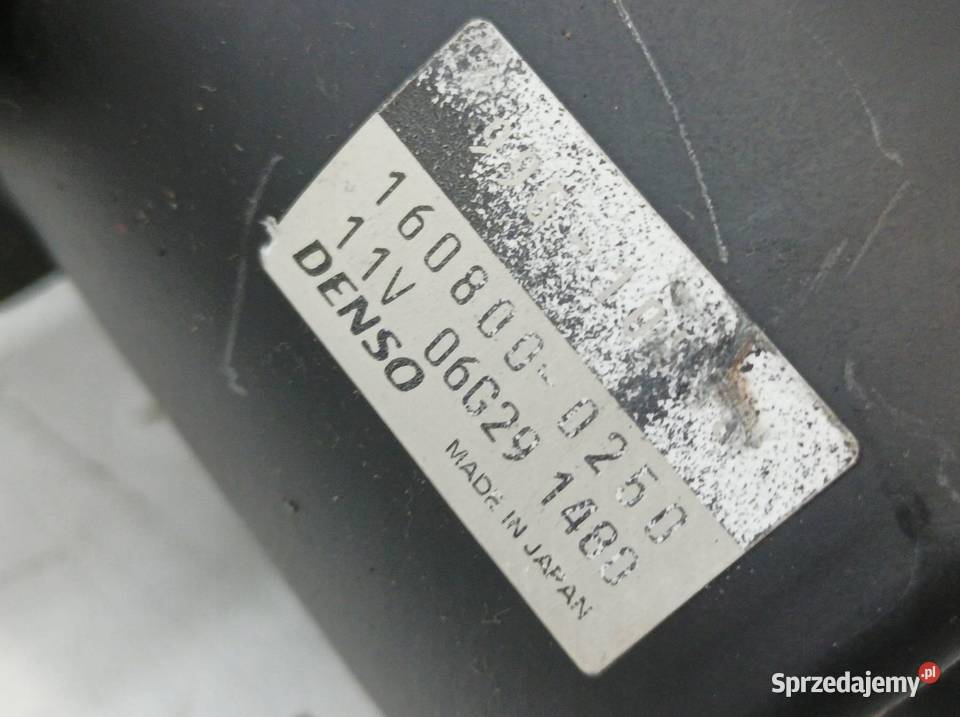 160800-0250
11V 06G29 1480
DENSO
MADE IN JAPAN
Sprzedajemy.pl